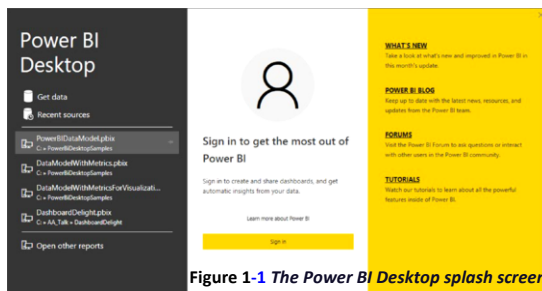 Power BI
Desktop
Get data
Recent sources
PowerBIDataModel.pbix
C: » PowerBiDesktopSamples
DataModelWithMetrics.pbix
C: » PowerBiDesktopSamples
DataModelWithMetricsForVisualizati...
C: » PowerBiDesktopSamples
DashboardDelight.pbix
C: » AA_Talk » DashboardDelight
Open other reports
Sign in to get the most out of
Power BI
Sign in to create and share dashboards, and get
automatic insights from your data.
Learn more about Power BI
Sign in
WHAT'S NEW
Take a look at what's new and improved in Power BI in
this month's update.
POWER BI BLOG
Keep up to date with the latest news, resources, and
updates from the Power BI team.
FORUMS
Visit the Power BI Forum to ask questions or interact
with other users in the Power BI community.
TUTORIALS
Watch our tutorials to learn about all the powerful
features inside of Power BI.
Figure 1-1 The Power BI Desktop splash screen